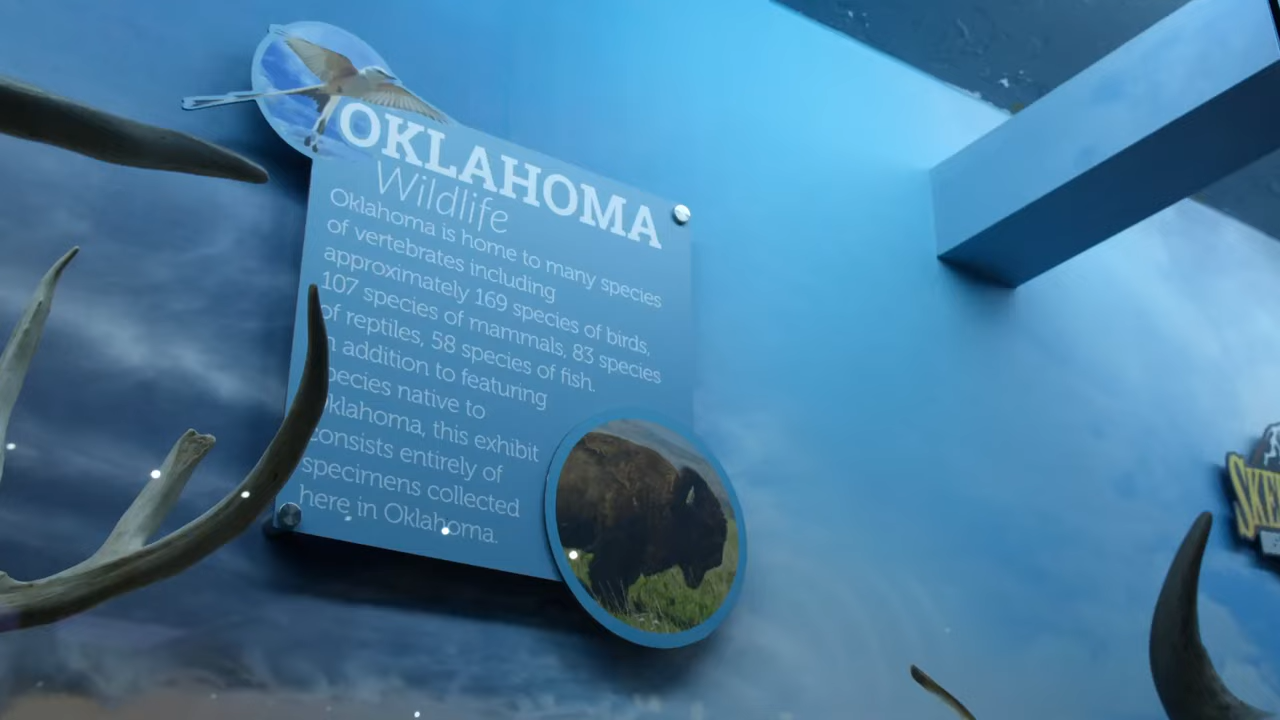 OKLAHOMA
Wildlife
Oklahoma is home to many species
of vertebrates including
approximately 169 species of birds,
107 species of mammals, 83 species
of reptiles, 58 species of fish.
n addition to featuring
pecies native to
klahoma, this exhibit
consists entirely of
specimens collected
here in Oklahoma.